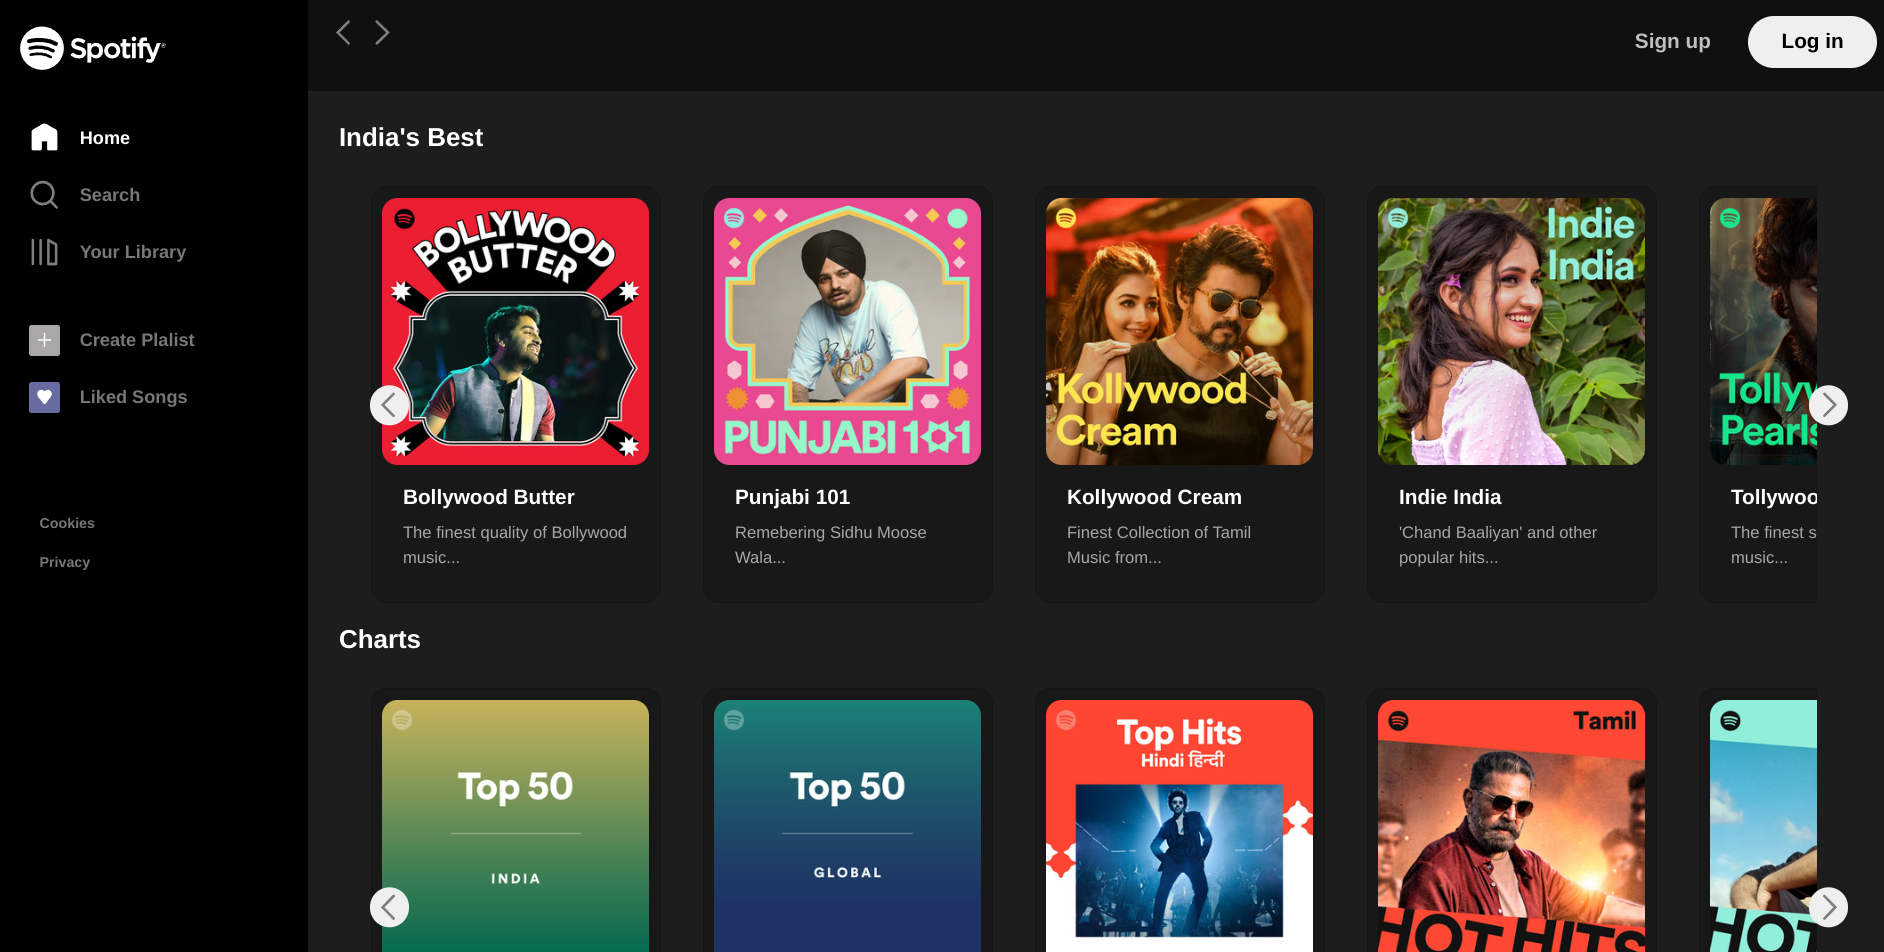 Spotify
Sign up
Log in
Home
Search
Your Library
Create Plalist
Liked Songs
Cookies
Privacy
India's Best
BOLLYWOOD
BUTTER
PUNJABI 101
Kollywood
Cream
Indie
India
Tolly
Pearls
Bollywood Butter
The finest quality of Bollywood
music...
Punjabi 101
Remebering Sidhu Moose
Wala...
Kollywood Cream
Finest Collection of Tamil
Music from...
Indie India
'Chand Baaliyan' and other
popular hits...
Tollywoo
The finest s
music...
Charts
Top 50
INDIA
Top 50
GLOBAL
Top Hits
Hindi हिन्दी
Tamil
HOT HITS
HOT